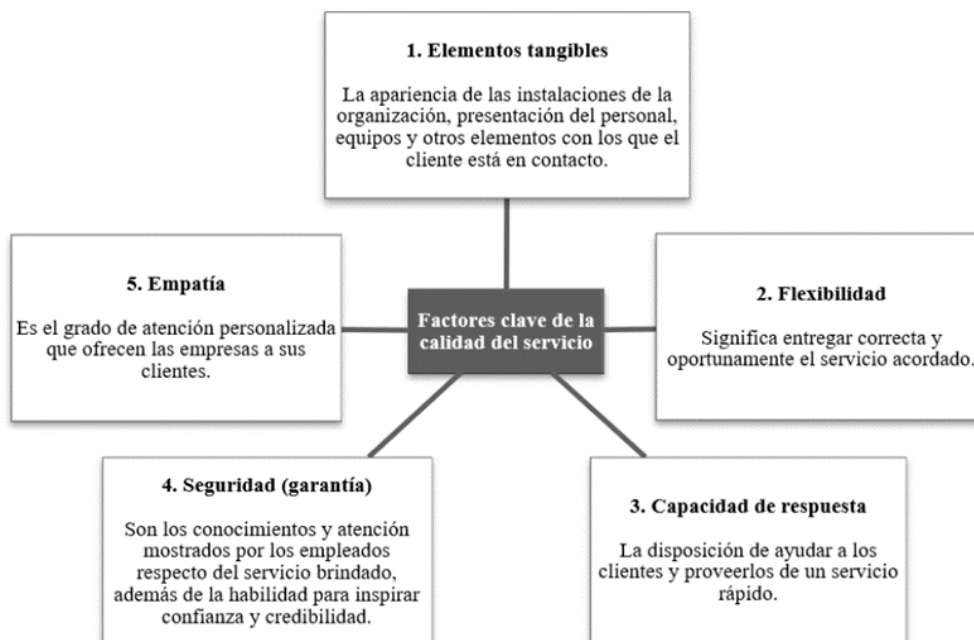 1. Elementos tangibles
La apariencia de las instalaciones de la
organización, presentación del personal,
equipos y otros elementos con los que el
cliente está en contacto.
5. Empatía
Es el grado de atención personalizada
que ofrecen las empresas a sus
clientes.
Factores clave de la
calidad del servicio
2. Flexibilidad
Significa entregar correcta y
oportunamente el servicio acordado.
4. Seguridad (garantía)
Son los conocimientos y atención
mostrados por los empleados
respecto del servicio brindado,
además de la habilidad para inspirar
confianza y credibilidad.
3. Capacidad de respuesta
La disposición de ayudar a los
clientes y proveerlos de un servicio
rápido.